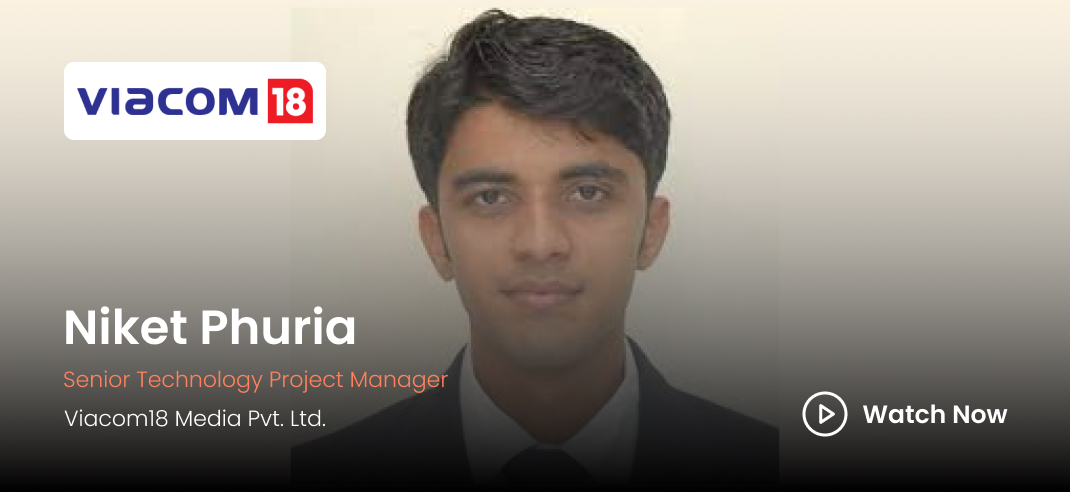 VIACOM 18
Niket Phuria
Senior Technology Project Manager
Viacom18 Media Pvt. Ltd.
Watch Now